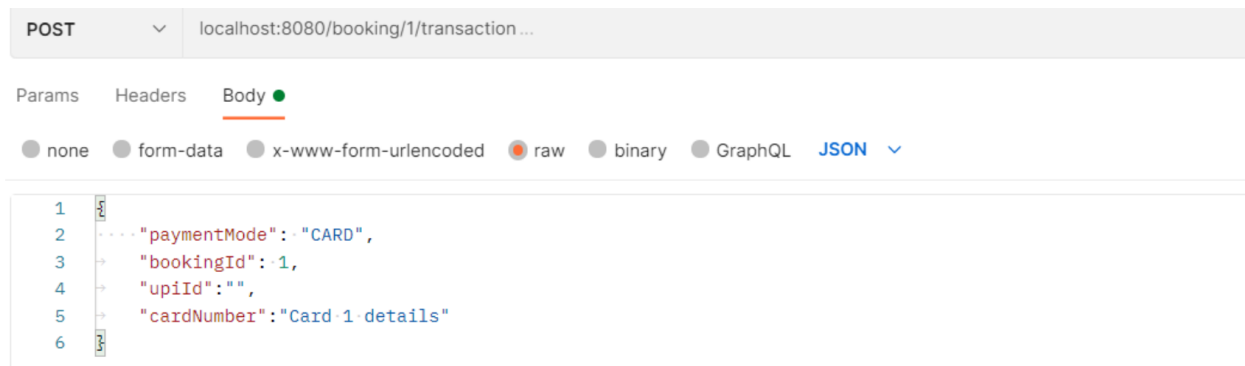 POST localhost:8080/booking/1/transaction...
Params Headers Body
none form-data x-www-form-urlencoded raw binary GraphQL JSON
1 {
2 "paymentMode": "CARD",
3 "bookingId": 1,
4 "upiId":"",
5 "cardNumber":"Card 1 details"
6 }